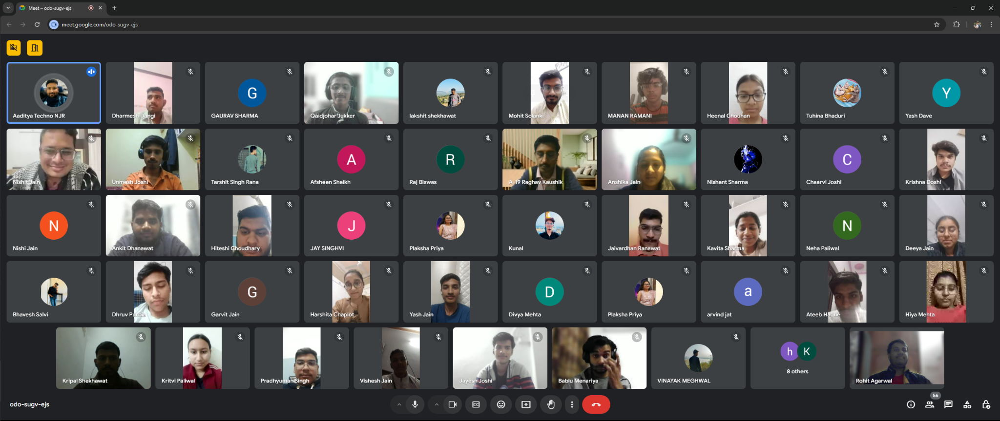 Meet – odo-sugv-ejs
meet.google.com/odo-sugv-ejs
Aaditya Techno NJR
Dharmesh Dangi
G
GAURAV SHARMA
Qaidjohar Jukker
lakshit shekhawat
Mohit Solanki
MANAN RAMANI
Heenal Chouhan
Tuhina Bhaduri
Y
Yash Dave
Nishit Jain
Unmesh Joshi
Tarshit Singh Rana
A
Afsheen Sheikh
R
Raj Biswas
A-19 Raghav Kaushik
Anshika Jain
Nishant Sharma
C
Chaarvi Joshi
Krishna Doshi
N
Nishi Jain
Ankit Dhanawat
Hiteshi Choudhary
J
JAY SINGHVI
Plaksha Priya
Kunal
Jaivardhan Ranawat
Kavita Sharma
N
Neha Paliwal
Deeya Jain
Bhavesh Salvi
Dhruv Purbia
G
Garvit Jain
Harshita Chaplot
Yash Jain
D
Divya Mehta
Plaksha Priya
a
arvind jat
Ateeb Haque
Hiya Mehta
Kripal Shekhawat
Kritvi Paliwal
Pradhyuman Singh
Vishesh Jain
Jayesh Joshi
Bablu Menariya
VINAYAK MEGHWAL
h K
8 others
Rohit Agarwal
odo-sugv-ejs
56